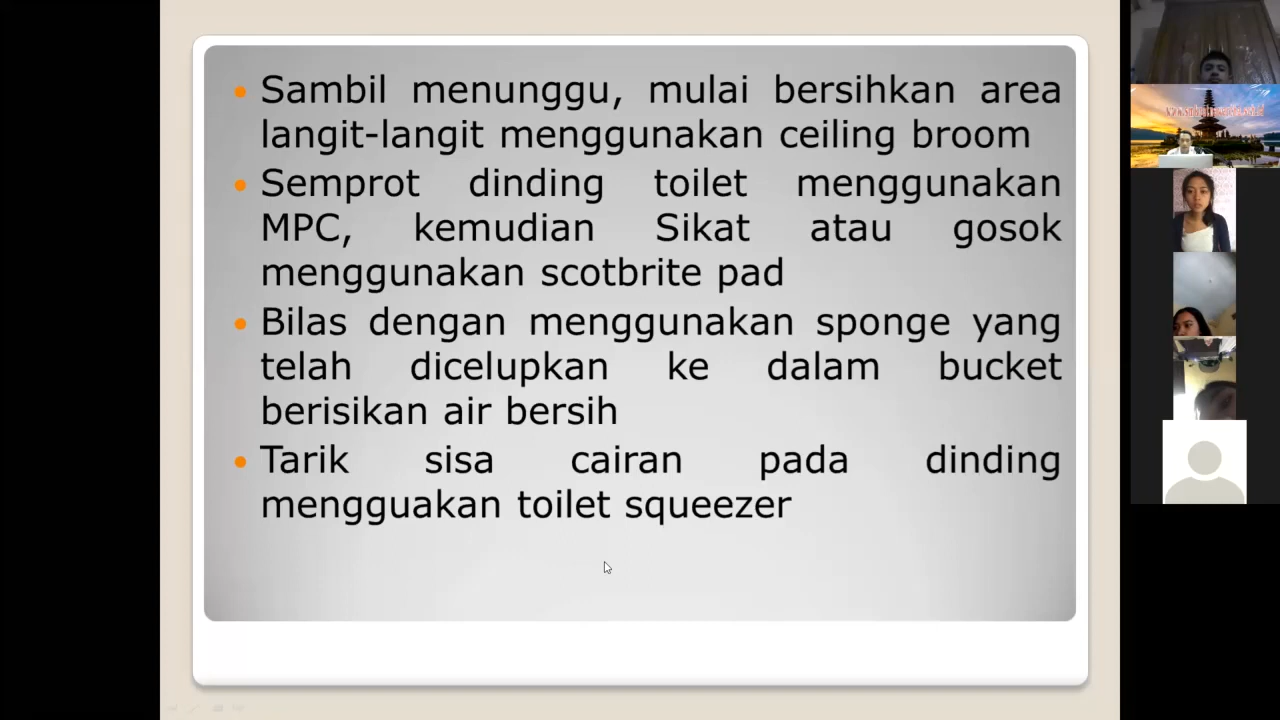 Sambil menunggu, mulai bersihkan area
langit-langit menggunakan ceiling broom
Semprot dinding toilet menggunakan
MPC, kemudian Sikat atau gosok
menggunakan scotbrite pad
Bilas dengan menggunakan sponge yang
telah dicelupkan ke dalam bucket
berisikan air bersih
Tarik sisa cairan pada dinding
mengguakan toilet squeezer